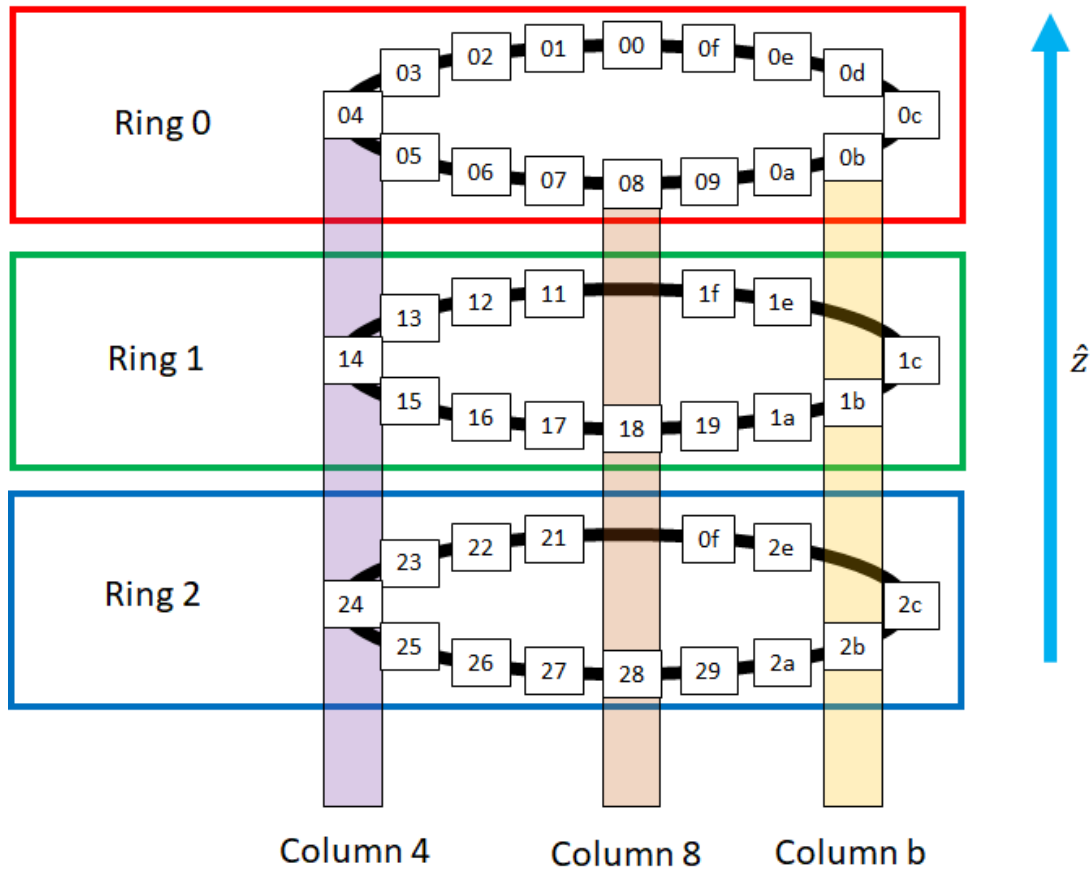 02 01 00 0f 0e
03 0d
Ring 0 04 0c
05 0b
06 07 08 09 0a
12 11 1f 1e
13
Ring 1 14 1c
15 1b
16 17 18 19 1a
ẑ
22 21 0f 2e
23
Ring 2 24 2c
25 2b
26 27 28 29 2a
Column 4 Column 8 Column b